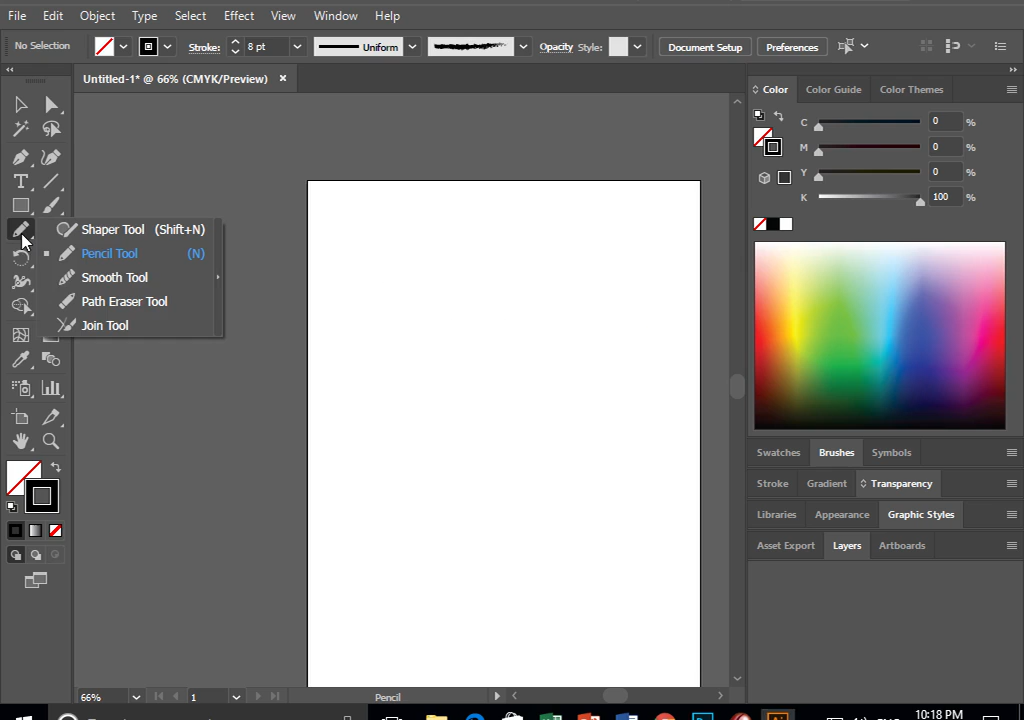 File Edit Object Type Select Effect View Window Help
No Selection Stroke: 8 pt Uniform Opacity Style: Document Setup Preferences
Untitled-1* @ 66% (CMYK/Preview) ×
Color Color Guide Color Themes
C 0 %
M 0 %
Y 0 %
K 100 %
Shaper Tool (Shift+N)
Pencil Tool (N)
Smooth Tool
Path Eraser Tool
Join Tool
Swatches Brushes Symbols
Stroke Gradient Transparency
Libraries Appearance Graphic Styles
Asset Export Layers Artboards
66% 1 Pencil
10:18 PM